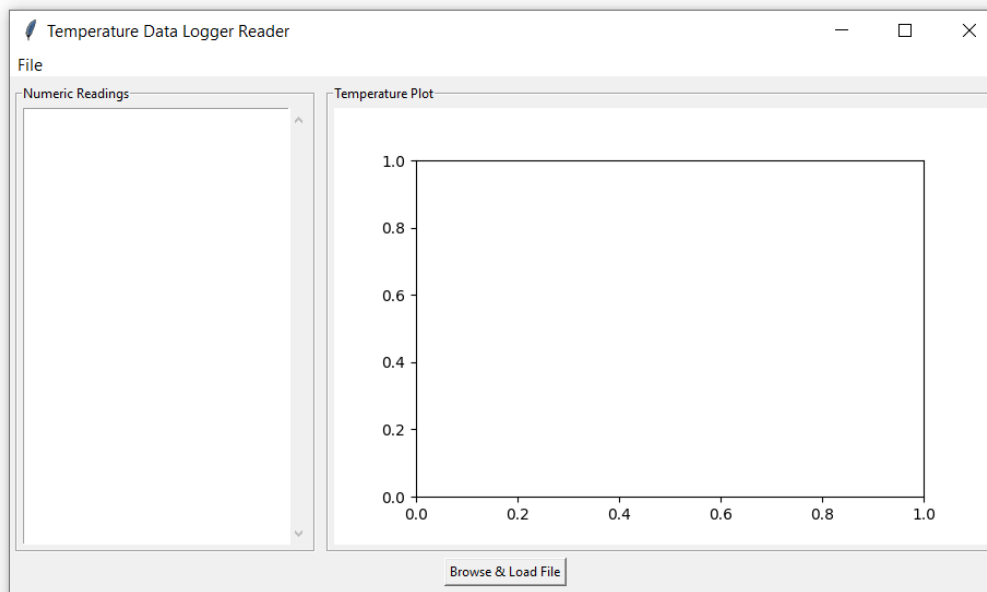 Temperature Data Logger Reader
File
Numeric Readings
Temperature Plot
1.0
0.8
0.6
0.4
0.2
0.0
0.0 0.2 0.4 0.6 0.8 1.0
Browse & Load File